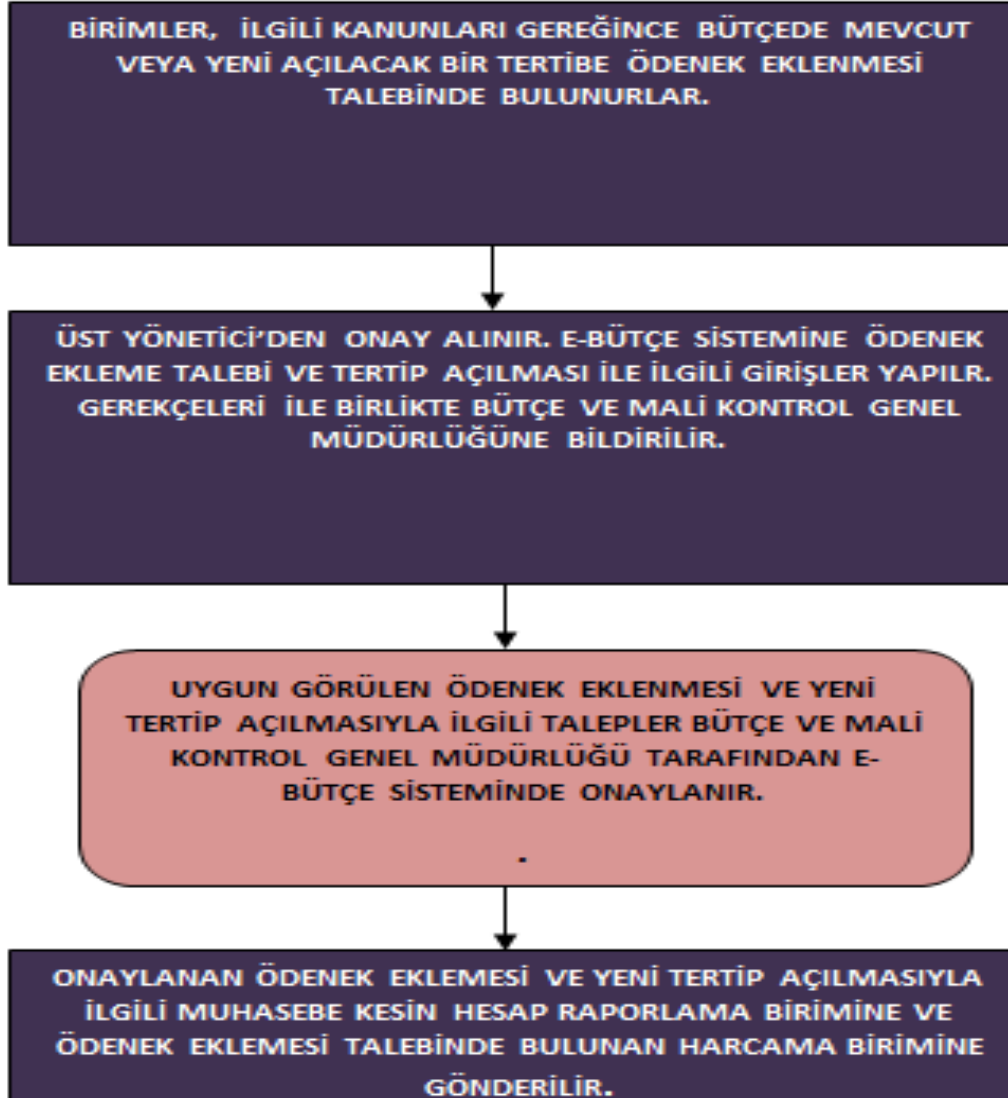 BİRİMLER, İLGİLİ KANUNLARI GEREĞİNCE BÜTÇEDE MEVCUT
VEYA YENİ AÇILACAK BİR TERTİBE ÖDENEK EKLENMESİ
TALEBİNDE BULUNURLAR.
ÜST YÖNETİCİ’DEN ONAY ALINIR. E-BÜTÇE SİSTEMİNE ÖDENEK
EKLEME TALEBİ VE TERTİP AÇILMASI İLE İLGİLİ GİRİŞLER YAPILR.
GEREKÇELERİ İLE BİRLİKTE BÜTÇE VE MALİ KONTROL GENEL
MÜDÜRLÜĞÜNE BİLDİRİLİR.
UYGUN GÖRÜLEN ÖDENEK EKLENMESİ VE YENİ
TERTİP AÇILMASIYLA İLGİLİ TALEPLER BÜTÇE VE MALİ
KONTROL GENEL MÜDÜRLÜĞÜ TARAFINDAN E-
BÜTÇE SİSTEMİNDE ONAYLANIR.
.
ONAYLANAN ÖDENEK EKLEMESİ VE YENİ TERTİP AÇILMASIYLA
İLGİLİ MUHASEBE KESİN HESAP RAPORLAMA BİRİMİNE VE
ÖDENEK EKLEMESİ TALEBİNDE BULUNAN HARCAMA BİRİMİNE
GÖNDERİLİR.